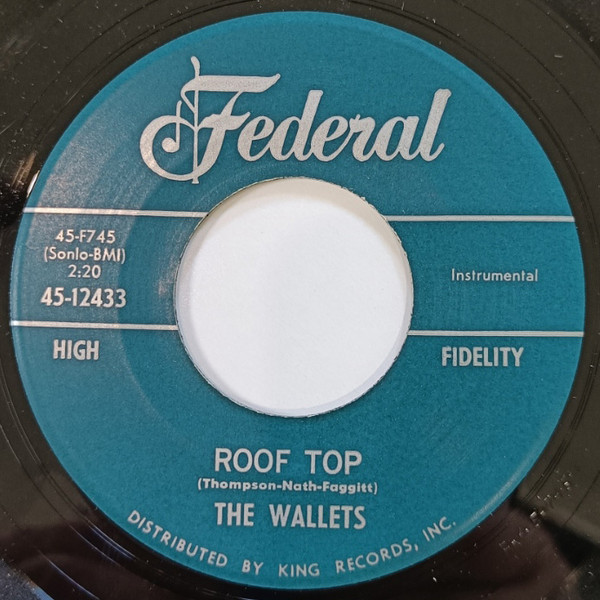 Federal
45-F745
(Sonlo-BMI)
2:20
45-12433
Instrumental
HIGH FIDELITY
ROOF TOP
(Thompson-Nath-Faggitt)
THE WALLETS
DISTRIBUTED BY KING RECORDS, INC.